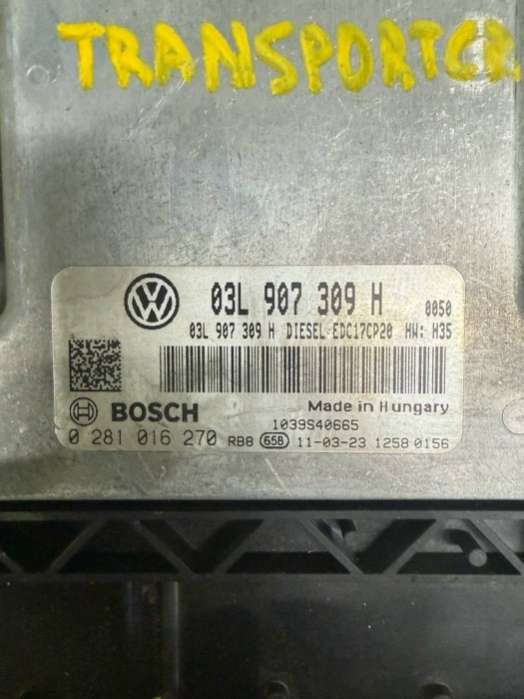 TRANSPORTER
03L 907 309 H 0050
03L 907 309 H DIESEL-EDC17CP20 HW: H35
BOSCH Made in Hungary
1039S40665
0 281 016 270 RB8 658 11-03-23 1258 0156